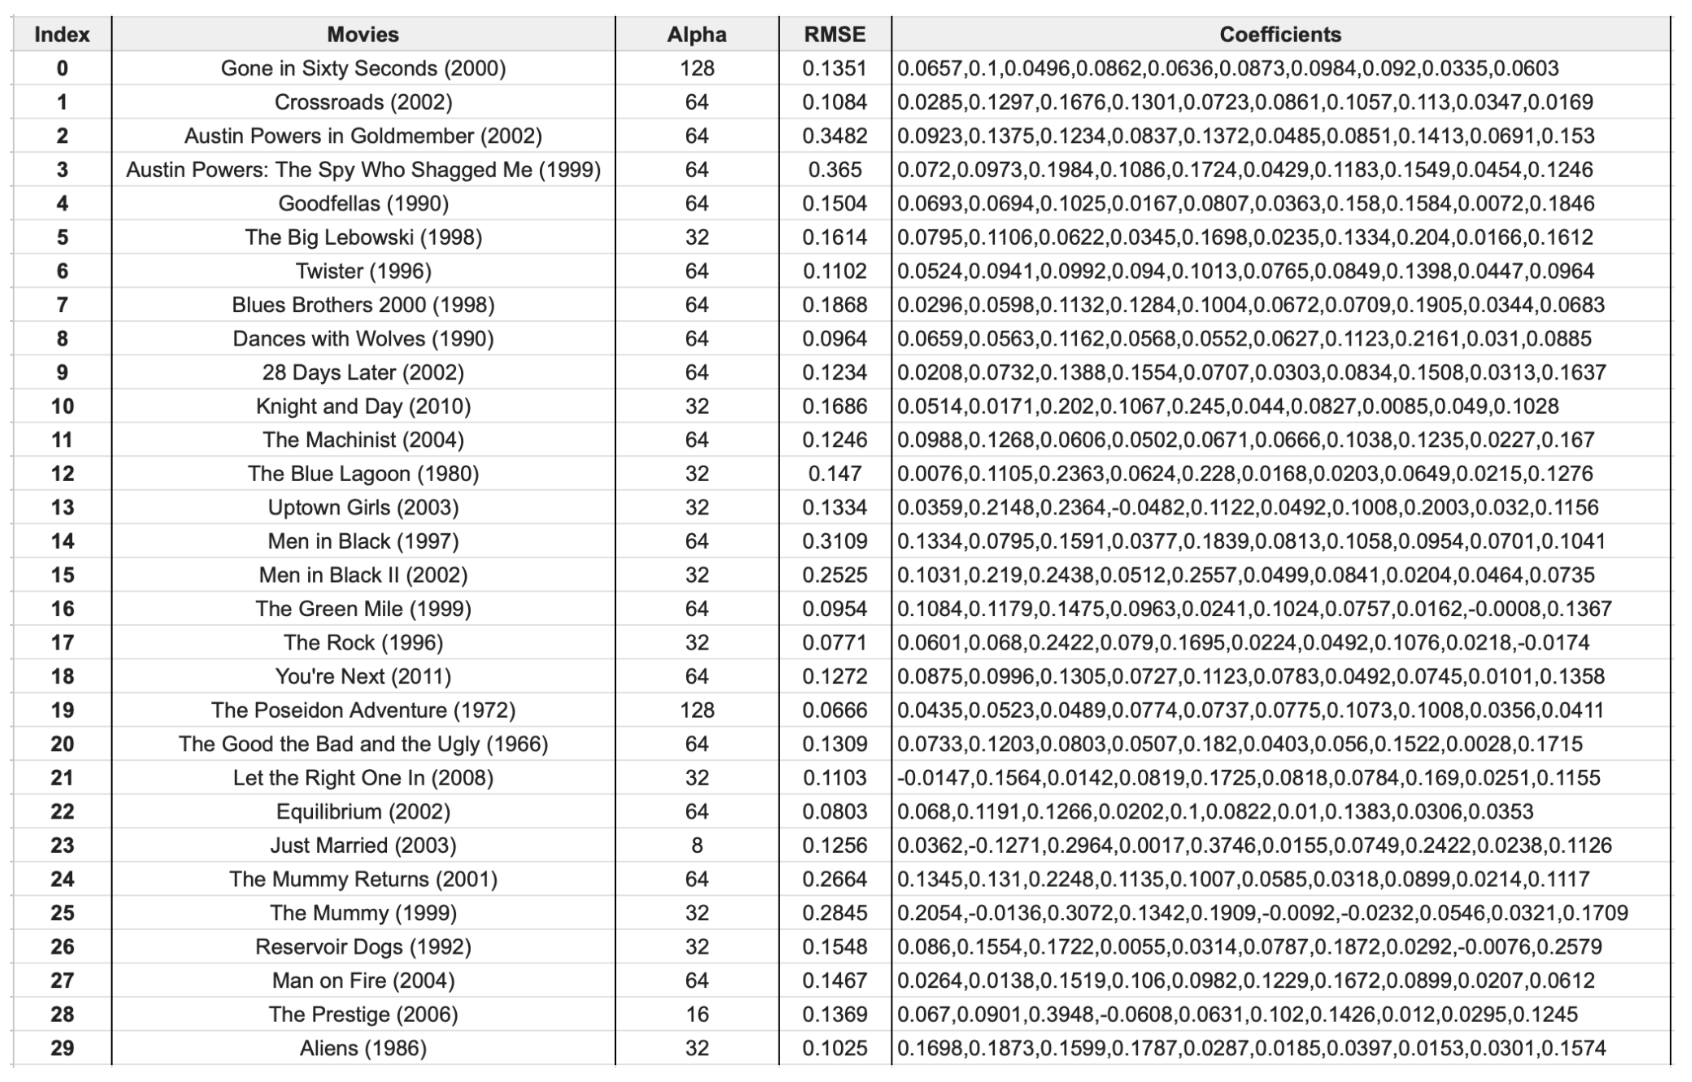 Index Movies Alpha RMSE Coefficients
0 Gone in Sixty Seconds (2000) 128 0.1351 0.0657,0.1,0.0496,0.0862,0.0636,0.0873,0.0984,0.092,0.0335,0.0603
1 Crossroads (2002) 64 0.1084 0.0285,0.1297,0.1676,0.1301,0.0723,0.0861,0.1057,0.113,0.0347,0.0169
2 Austin Powers in Goldmember (2002) 64 0.3482 0.0923,0.1375,0.1234,0.0837,0.1372,0.0485,0.0851,0.1413,0.0691,0.153
3 Austin Powers: The Spy Who Shagged Me (1999) 64 0.365 0.072,0.0973,0.1984,0.1086,0.1724,0.0429,0.1183,0.1549,0.0454,0.1246
4 Goodfellas (1990) 64 0.1504 0.0693,0.0694,0.1025,0.0167,0.0807,0.0363,0.158,0.1584,0.0072,0.1846
5 The Big Lebowski (1998) 32 0.1614 0.0795,0.1106,0.0622,0.0345,0.1698,0.0235,0.1334,0.204,0.0166,0.1612
6 Twister (1996) 64 0.1102 0.0524,0.0941,0.0992,0.094,0.1013,0.0765,0.0849,0.1398,0.0447,0.0964
7 Blues Brothers 2000 (1998) 64 0.1868 0.0296,0.0598,0.1132,0.1284,0.1004,0.0672,0.0709,0.1905,0.0344,0.0683
8 Dances with Wolves (1990) 64 0.0964 0.0659,0.0563,0.1162,0.0568,0.0552,0.0627,0.1123,0.2161,0.031,0.0885
9 28 Days Later (2002) 64 0.1234 0.0208,0.0732,0.1388,0.1554,0.0707,0.0303,0.0834,0.1508,0.0313,0.1637
10 Knight and Day (2010) 32 0.1686 0.0514,0.0171,0.202,0.1067,0.245,0.044,0.0827,0.0085,0.049,0.1028
11 The Machinist (2004) 64 0.1246 0.0988,0.1268,0.0606,0.0502,0.0671,0.0666,0.1038,0.1235,0.0227,0.167
12 The Blue Lagoon (1980) 32 0.147 0.0076,0.1105,0.2363,0.0624,0.228,0.0168,0.0203,0.0649,0.0215,0.1276
13 Uptown Girls (2003) 32 0.1334 0.0359,0.2148,0.2364,-0.0482,0.1122,0.0492,0.1008,0.2003,0.032,0.1156
14 Men in Black (1997) 64 0.3109 0.1334,0.0795,0.1591,0.0377,0.1839,0.0813,0.1058,0.0954,0.0701,0.1041
15 Men in Black II (2002) 32 0.2525 0.1031,0.219,0.2438,0.0512,0.2557,0.0499,0.0841,0.0204,0.0464,0.0735
16 The Green Mile (1999) 64 0.0954 0.1084,0.1179,0.1475,0.0963,0.0241,0.1024,0.0757,0.0162,-0.0008,0.1367
17 The Rock (1996) 32 0.0771 0.0601,0.068,0.2422,0.079,0.1695,0.0224,0.0492,0.1076,0.0218,-0.0174
18 You're Next (2011) 64 0.1272 0.0875,0.0996,0.1305,0.0727,0.1123,0.0783,0.0492,0.0745,0.0101,0.1358
19 The Poseidon Adventure (1972) 128 0.0666 0.0435,0.0523,0.0489,0.0774,0.0737,0.0775,0.1073,0.1008,0.0356,0.0411
20 The Good the Bad and the Ugly (1966) 64 0.1309 0.0733,0.1203,0.0803,0.0507,0.182,0.0403,0.056,0.1522,0.0028,0.1715
21 Let the Right One In (2008) 32 0.1103 -0.0147,0.1564,0.0142,0.0819,0.1725,0.0818,0.0784,0.169,0.0251,0.1155
22 Equilibrium (2002) 64 0.0803 0.068,0.1191,0.1266,0.0202,0.1,0.0822,0.01,0.1383,0.0306,0.0353
23 Just Married (2003) 8 0.1256 0.0362,-0.1271,0.2964,0.0017,0.3746,0.0155,0.0749,0.2422,0.0238,0.1126
24 The Mummy Returns (2001) 64 0.2664 0.1345,0.131,0.2248,0.1135,0.1007,0.0585,0.0318,0.0899,0.0214,0.1117
25 The Mummy (1999) 32 0.2845 0.2054,-0.0136,0.3072,0.1342,0.1909,-0.0092,-0.0232,0.0546,0.0321,0.1709
26 Reservoir Dogs (1992) 32 0.1548 0.086,0.1554,0.1722,0.0055,0.0314,0.0787,0.1872,0.0292,-0.0076,0.2579
27 Man on Fire (2004) 64 0.1467 0.0264,0.0138,0.1519,0.106,0.0982,0.1229,0.1672,0.0899,0.0207,0.0612
28 The Prestige (2006) 16 0.1369 0.067,0.0901,0.3948,-0.0608,0.0631,0.102,0.1426,0.012,0.0295,0.1245
29 Aliens (1986) 32 0.1025 0.1698,0.1873,0.1599,0.1787,0.0287,0.0185,0.0397,0.0153,0.0301,0.1574